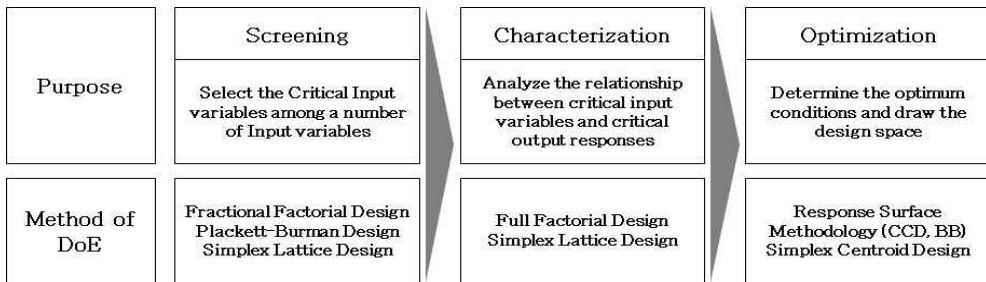 Purpose
Screening
Select the Critical Input
variables among a number
of Input variables
Characterization
Analyze the relationship
between critical input
variables and critical
output responses
Optimization
Determine the optimum
conditions and draw the
design space
Method of
DoE
Fractional Factorial Design
Plackett-Burman Design
Simplex Lattice Design
Full Factorial Design
Simplex Lattice Design
Response Surface
Methodology (CCD, BB)
Simplex Centroid Design